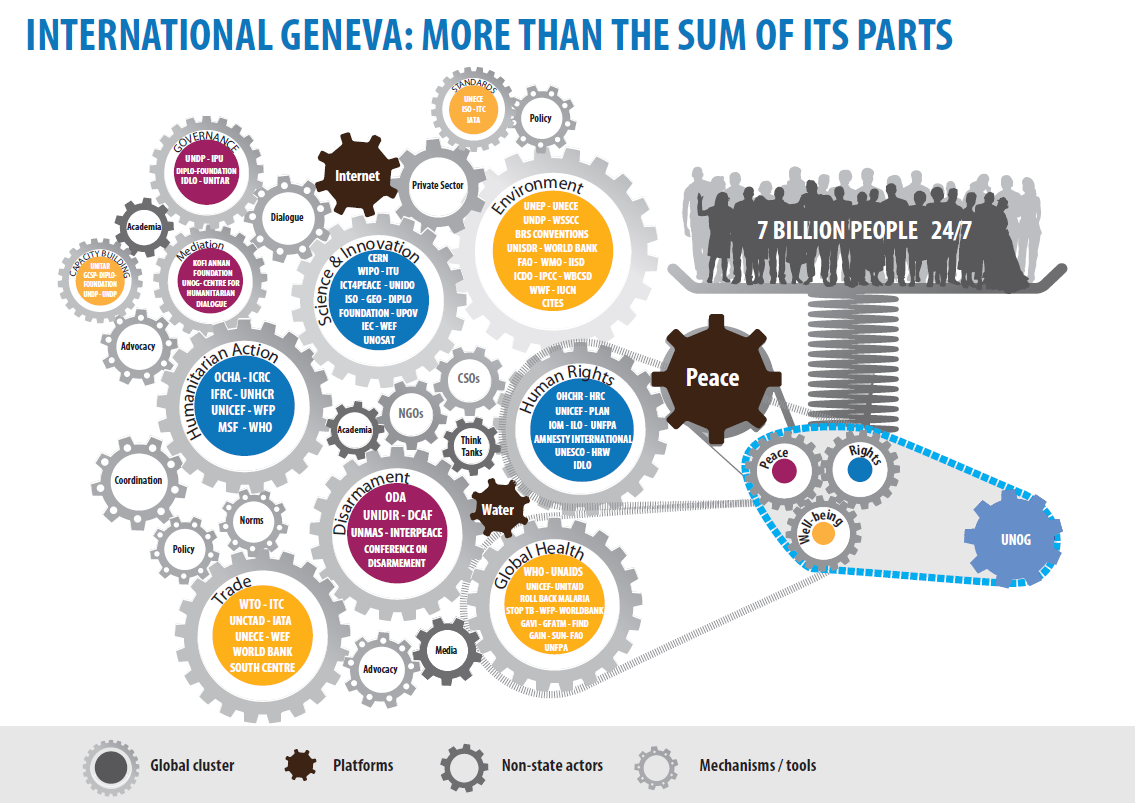 INTERNATIONAL GENEVA: MORE THAN THE SUM OF ITS PARTS
STANDARDS
UNECE
ISO - ITC
IATA
Policy
GOVERNANCE
UNDP - IPU
DIPLO-FOUNDATION
IDLO - UNITAR
Internet
Private Sector
Dialogue
Academia
Environment
UNEP - UNECE
UNDP - WSSCC
BRS CONVENTIONS
UNISDR - WORLD BANK
FAO - WMO - IISD
ICDO - IPCC - WBCSD
WWF - IUCN
CITES
7 BILLION PEOPLE 24/7
CAPACITY BUILDING
UNITAR
GCSP- DIPLO-
FOUNDATION
UNDF - UNDP
Mediation
KOFI ANNAN
FOUNDATION
UNOG- CENTRE FOR
HUMANITARIAN
DIALOGUE
Science & Innovation
CERN
WIPO - ITU
ICT4PEACE - UNIDO
ISO - GEO - DIPLO
FOUNDATION - UPOV
IEC - WEF
UNOSAT
Advocacy
Humanitarian Action
OCHA - ICRC
IFRC - UNHCR
UNICEF - WFP
MSF - WHO
CSOs
NGOs
Academia
Think
Tanks
Human Rights
OHCHR - HRC
UNICEF - PLAN
IOM - ILO - UNFPA
AMNESTY INTERNATIONAL
UNESCO - HRW
IDLO
Peace
Peace
Rights
Well-being
UNOG
Coordination
Norms
Policy
Disarmament
ODA
UNIDIR - DCAF
UNMAS - INTERPEACE
CONFERENCE ON
DISARMEMENT
Water
Global Health
WHO - UNAIDS
UNICEF- UNITAID
ROLL BACK MALARIA
STOP TB - WFP- WORLDBANK
GAVI - GFATM - FIND
GAIN - SUN- FAO
UNFPA
Trade
WTO - ITC
UNCTAD - IATA
UNECE - WEF
WORLD BANK
SOUTH CENTRE
Advocacy
Media
Global cluster
Platforms
Non-state actors
Mechanisms / tools